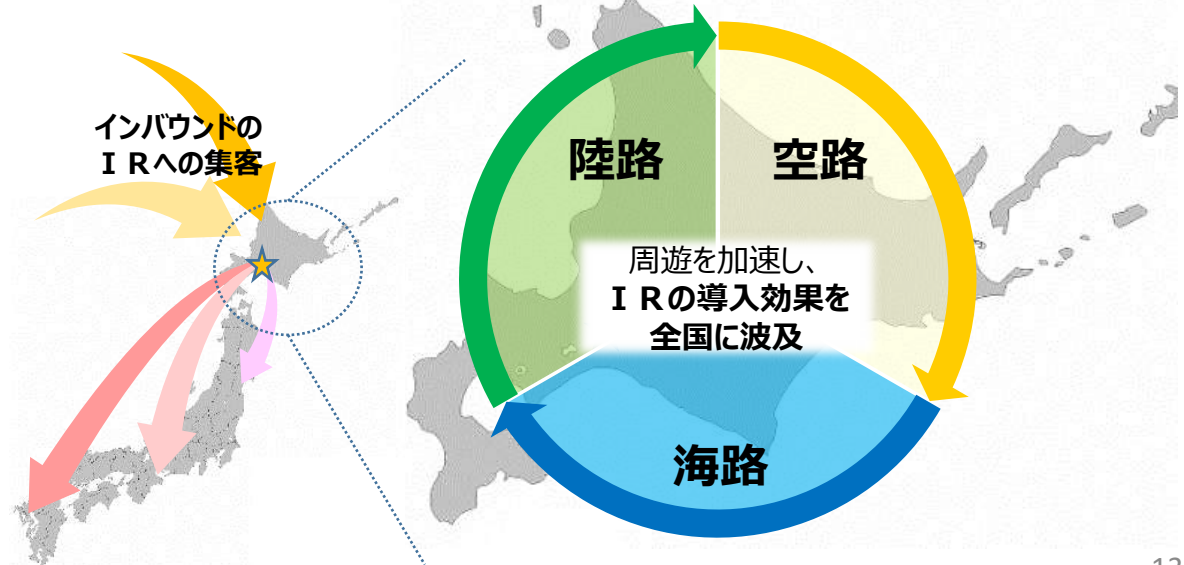 インバウンドの
ＩＲへの集客
陸路
空路
周遊を加速し、
ＩＲの導入効果を
全国に波及
海路